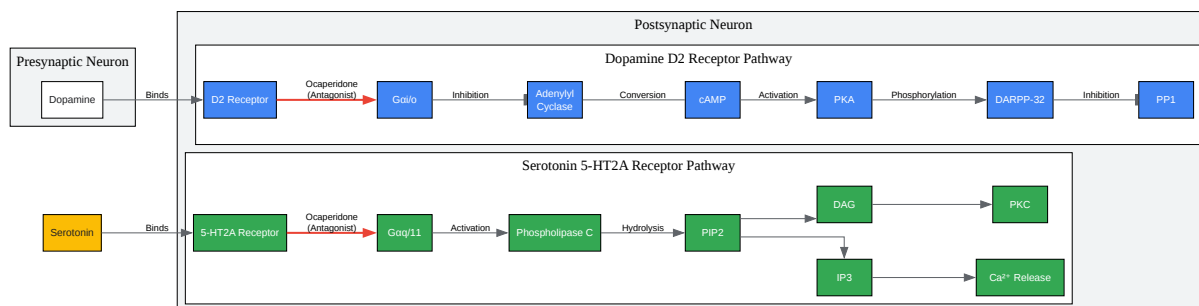 Postsynaptic Neuron
Presynaptic Neuron
Dopamine D2 Receptor Pathway
Dopamine
Binds
D2 Receptor
Ocaperidone
(Antagonist)
Gαi/o
Inhibition
Adenylyl
Cyclase
Conversion
cAMP
Activation
PKA
Phosphorylation
DARPP-32
Inhibition
PP1
Serotonin 5-HT2A Receptor Pathway
Serotonin
Binds
5-HT2A Receptor
Ocaperidone
(Antagonist)
Gαq/11
Activation
Phospholipase C
Hydrolysis
PIP2
DAG
PKC
IP3
Ca²⁺ Release